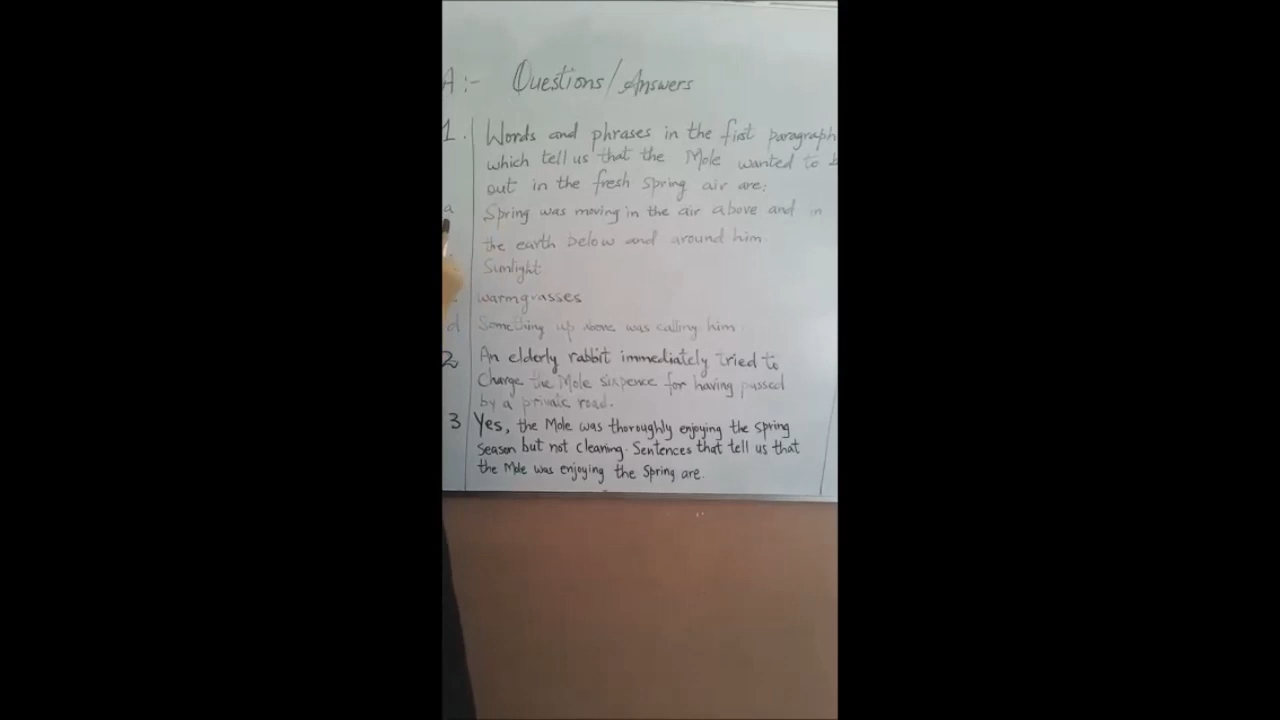 A:- Questions/Answers
1. Words and phrases in the first paragraph
which tell us that the Mole wanted to b
out in the fresh spring air are:
a Spring was moving in the air above and in
the earth below and around him.
Sunlight
warm grasses
d Something up above was calling him.
2 An elderly rabbit immediately tried to
charge the Mole sixpence for having passed
by a private road.
3 Yes, the Mole was thoroughly enjoying the spring
season but not cleaning. Sentences that tell us that
the Mole was enjoying the Spring are.